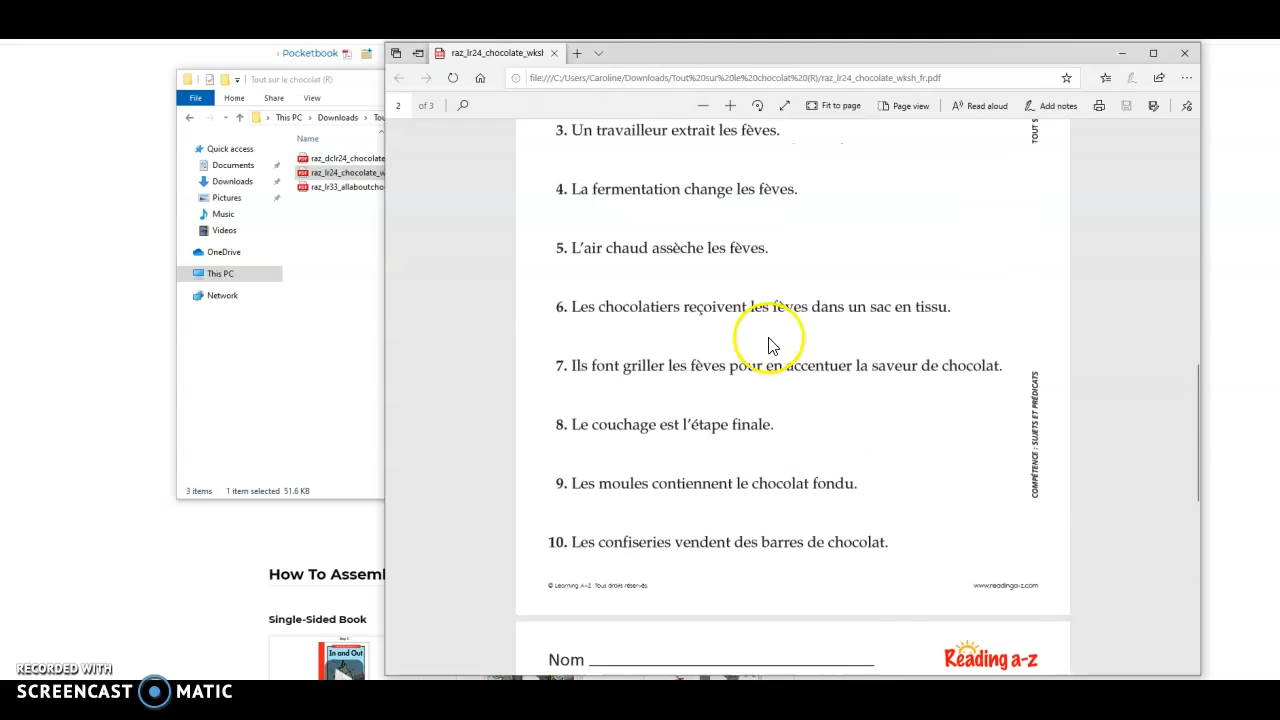 Pocketbook
Tout sur le chocolat (R)
File Home Share View
This PC Downloads
Name
Quick access
Documents
Downloads
Pictures
Music
Videos
OneDrive
This PC
Network
raz_dclr24_chocolate
raz_lr24_chocolate_w
raz_lr33_allaboutcho
3 items 1 item selected 51.6 KB
How To Assem
Single-Sided Book
In and Out
raz_lr24_chocolate_wksh
file:///C:/Users/Caroline/Downloads/Tout%20sur%20le%20chocolat%20(R)/raz_lr24_chocolate_wksh_fr.pdf
2 of 3 Fit to page Page view Read aloud Add notes
3. Un travailleur extrait les fèves.
4. La fermentation change les fèves.
5. L'air chaud assèche les fèves.
6. Les chocolatiers reçoivent les fèves dans un sac en tissu.
7. Ils font griller les fèves pour en accentuer la saveur de chocolat.
8. Le couchage est l'étape finale.
9. Les moules contiennent le chocolat fondu.
10. Les confiseries vendent des barres de chocolat.
TOUT S
COMPÉTENCE : SUJETS ET PRÉDICATS
© Learning A–Z Tous droits réservés. www.readinga-z.com
Nom
Reading a-z
RECORDED WITH
SCREENCAST MATIC